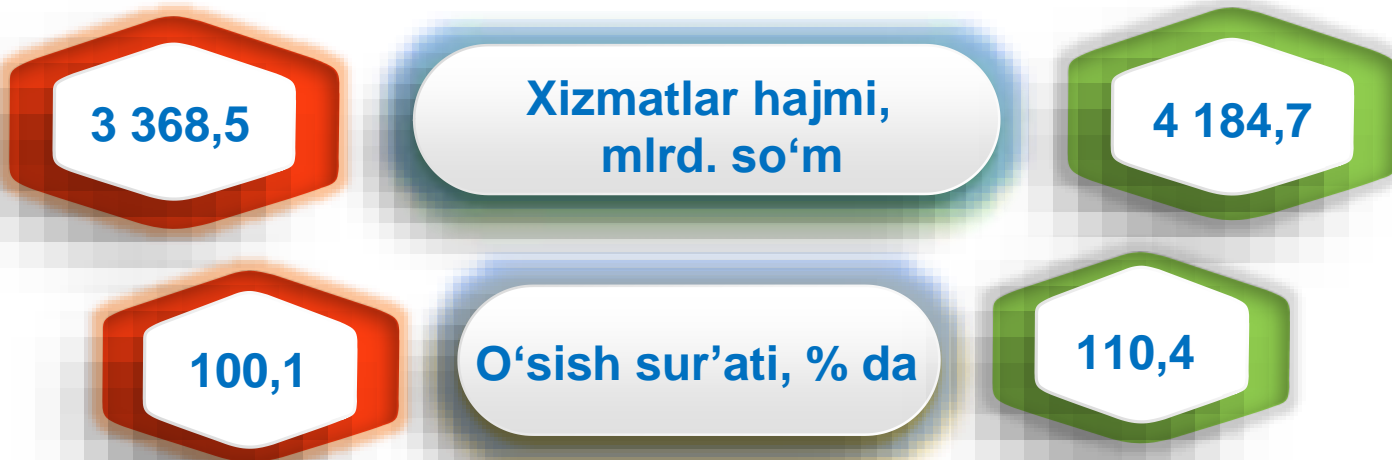 3 368,5
Xizmatlar hajmi,
mlrd. so‘m
4 184,7
100,1
O‘sish sur’ati, % da
110,4